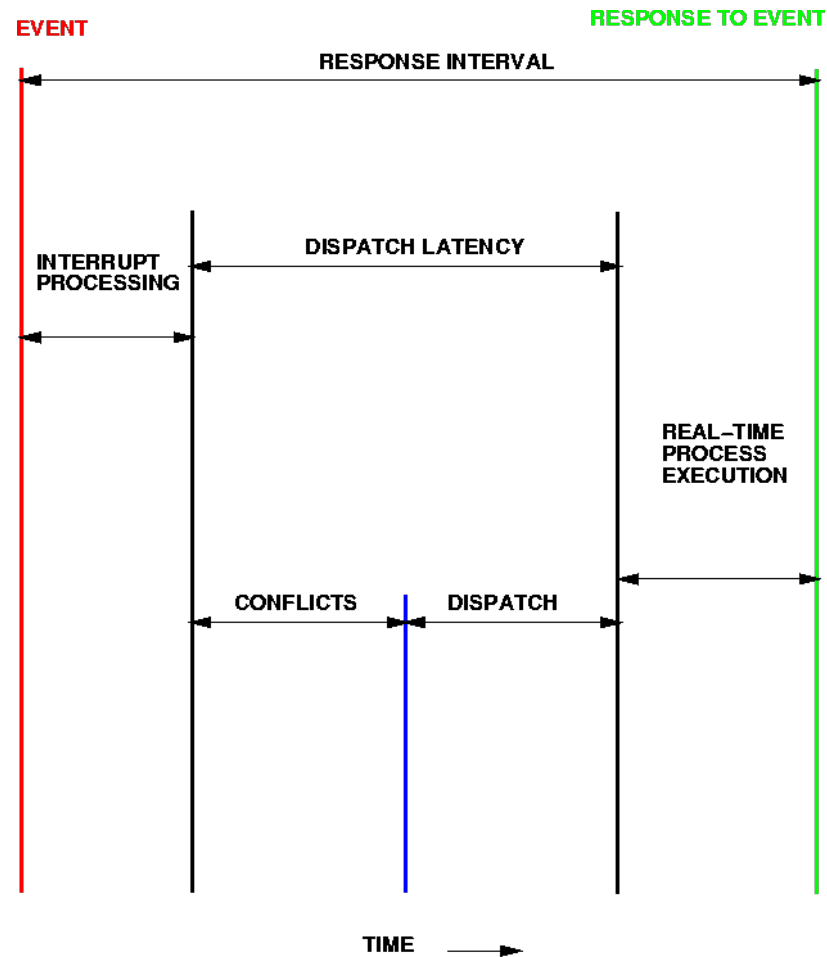 EVENT
RESPONSE TO EVENT
RESPONSE INTERVAL
DISPATCH LATENCY
INTERRUPT
PROCESSING
REAL–TIME
PROCESS
EXECUTION
CONFLICTS
DISPATCH
TIME